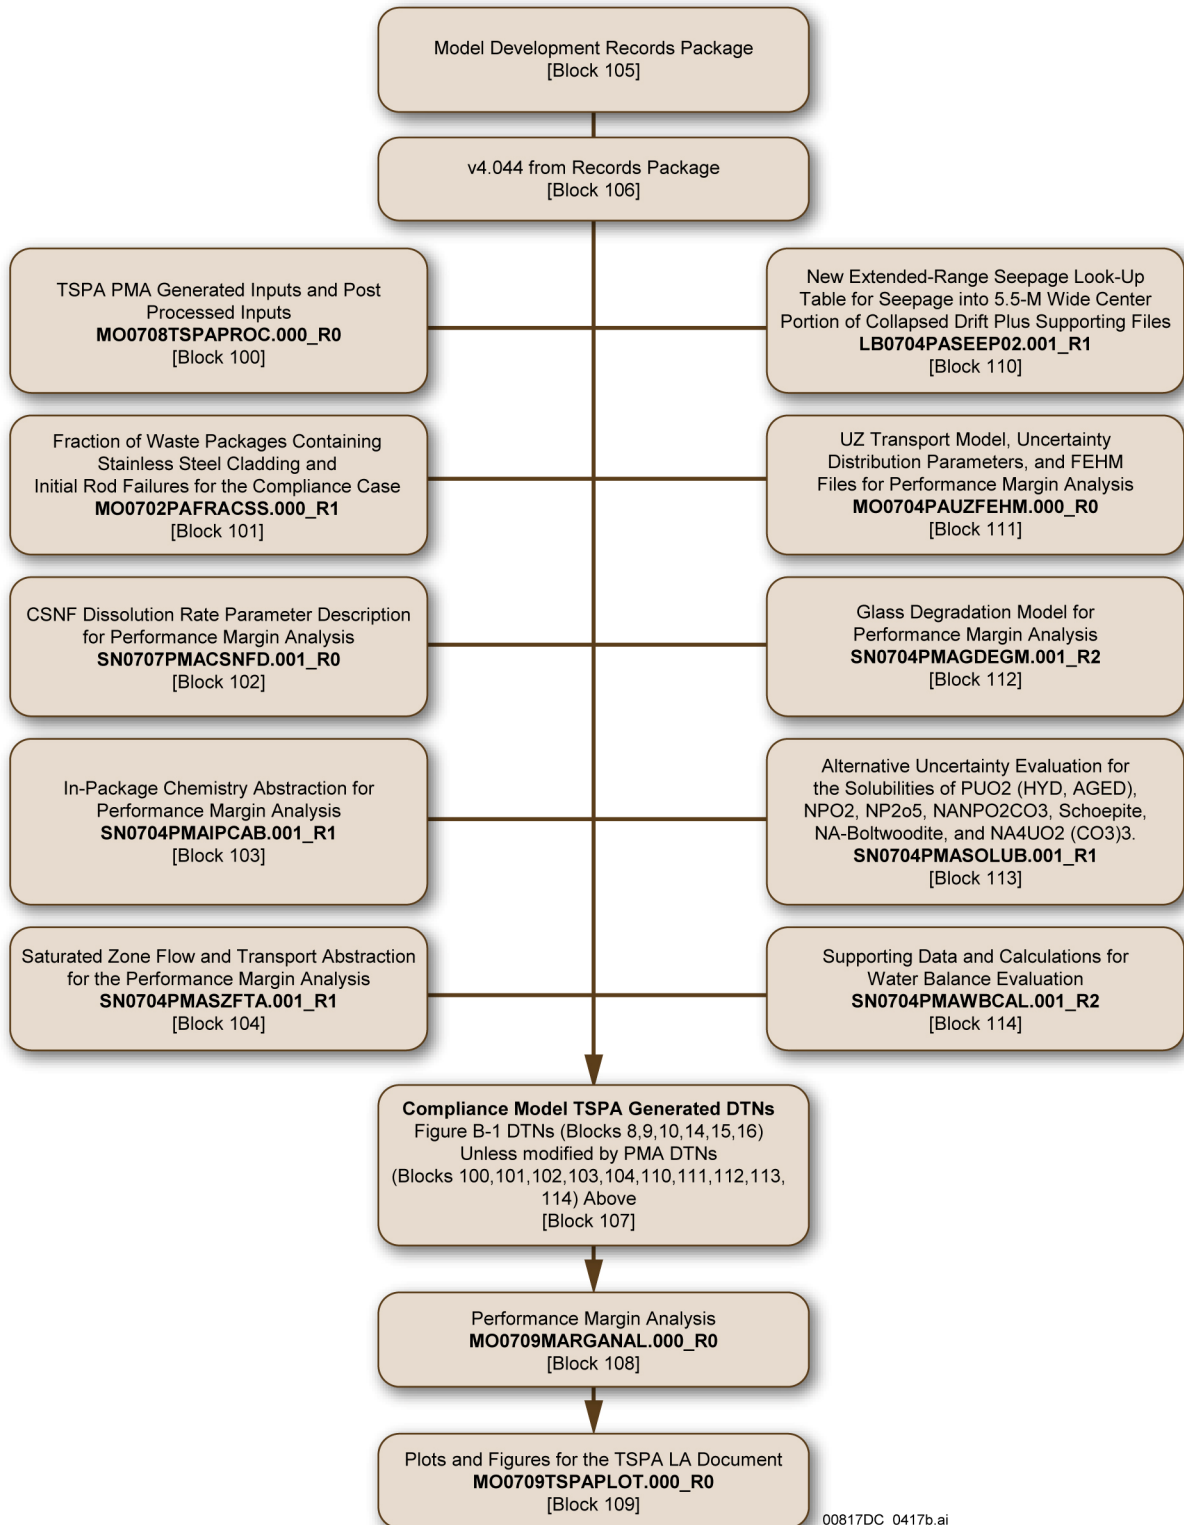 Model Development Records Package
[Block 105]
v4.044 from Records Package
[Block 106]
TSPA PMA Generated Inputs and Post
Processed Inputs
MO0708TSPAPROC.000_R0
[Block 100]
New Extended-Range Seepage Look-Up
Table for Seepage into 5.5-M Wide Center
Portion of Collapsed Drift Plus Supporting Files
LB0704PASEEP02.001_R1
[Block 110]
Fraction of Waste Packages Containing
Stainless Steel Cladding and
Initial Rod Failures for the Compliance Case
MO0702PAFRACSS.000_R1
[Block 101]
UZ Transport Model, Uncertainty
Distribution Parameters, and FEHM
Files for Performance Margin Analysis
MO0704PAUZFEHM.000_R0
[Block 111]
CSNF Dissolution Rate Parameter Description
for Performance Margin Analysis
SN0707PMACSNFD.001_R0
[Block 102]
Glass Degradation Model for
Performance Margin Analysis
SN0704PMAGDEGM.001_R2
[Block 112]
In-Package Chemistry Abstraction for
Performance Margin Analysis
SN0704PMAIPCAB.001_R1
[Block 103]
Alternative Uncertainty Evaluation for
the Solubilities of PUO2 (HYD, AGED),
NPO2, NP2o5, NANPO2CO3, Schoepite,
NA-Boltwoodite, and NA4UO2 (CO3)3.
SN0704PMASOLUB.001_R1
[Block 113]
Saturated Zone Flow and Transport Abstraction
for the Performance Margin Analysis
SN0704PMASZFTA.001_R1
[Block 104]
Supporting Data and Calculations for
Water Balance Evaluation
SN0704PMAWBCAL.001_R2
[Block 114]
Compliance Model TSPA Generated DTNs
Figure B-1 DTNs (Blocks 8,9,10,14,15,16)
Unless modified by PMA DTNs
(Blocks 100,101,102,103,104,110,111,112,113,
114) Above
[Block 107]
Performance Margin Analysis
MO0709MARGANAL.000_R0
[Block 108]
Plots and Figures for the TSPA LA Document
MO0709TSPAPLOT.000_R0
[Block 109]
00817DC_0417b.ai